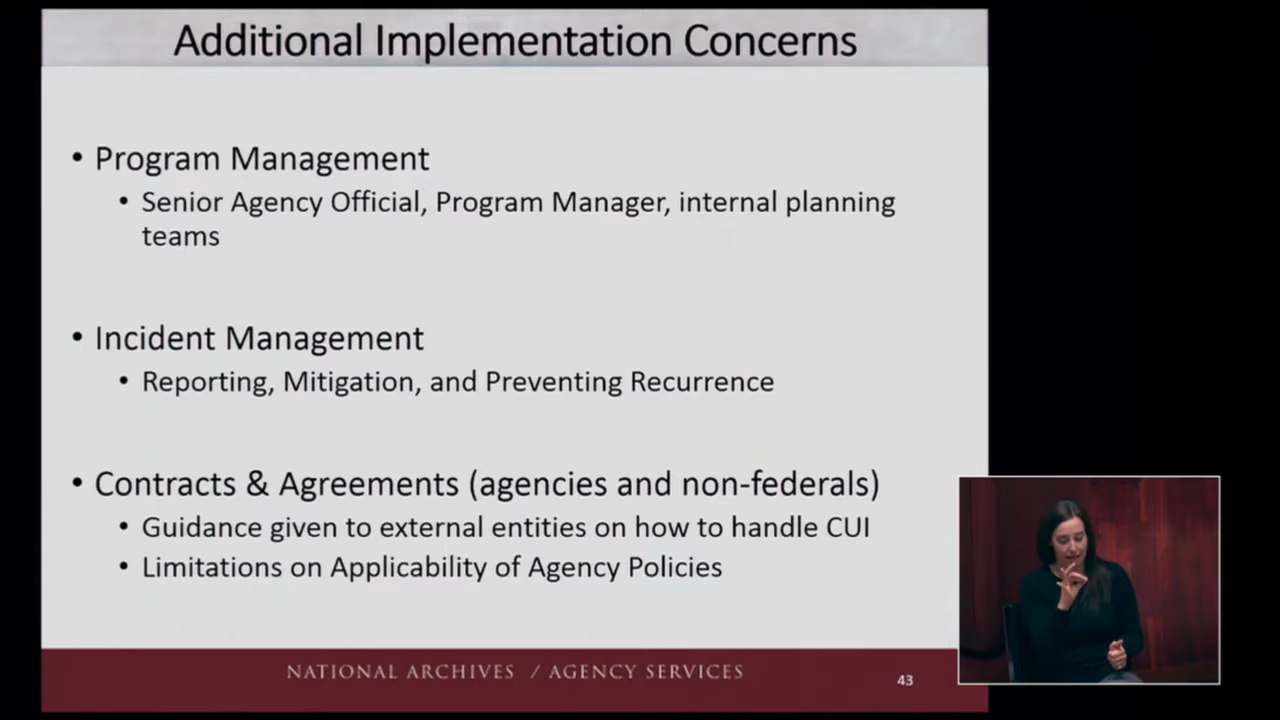 Additional Implementation Concerns
• Program Management
• Senior Agency Official, Program Manager, internal planning
teams
• Incident Management
• Reporting, Mitigation, and Preventing Recurrence
• Contracts & Agreements (agencies and non-federals)
• Guidance given to external entities on how to handle CUI
• Limitations on Applicability of Agency Policies
NATIONAL ARCHIVES / AGENCY SERVICES
43